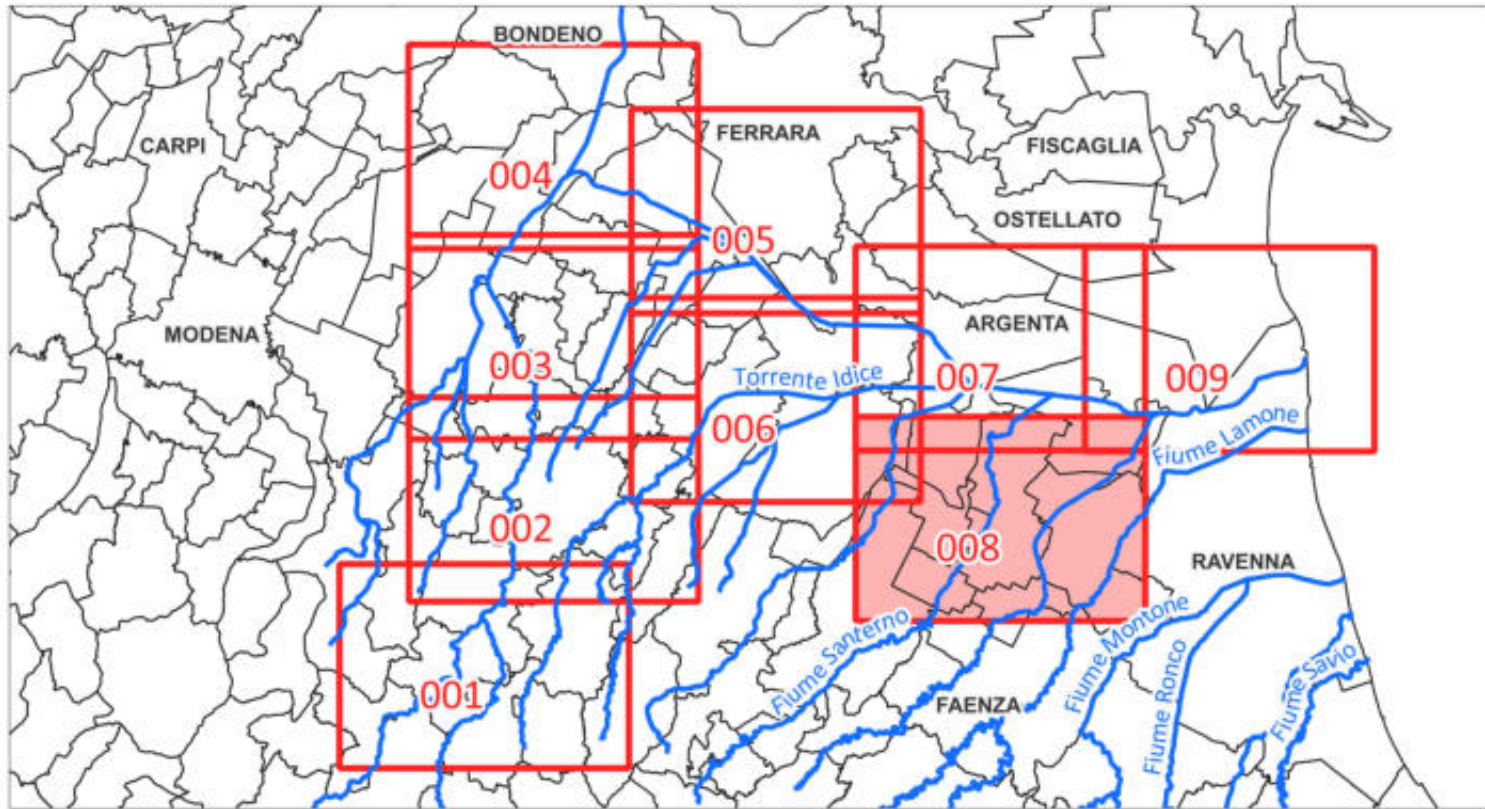 BONDENO
FERRARA
CARPI
FISCAGLIA
004
OSTELLATO
005
ARGENTA
MODENA
003
Torrente Idice
007
009
006
Fiume Lamone
002
008
RAVENNA
Fiume Santerno
Fiume Montone
001
Fiume Ronco
Fiume Savio
FAENZA